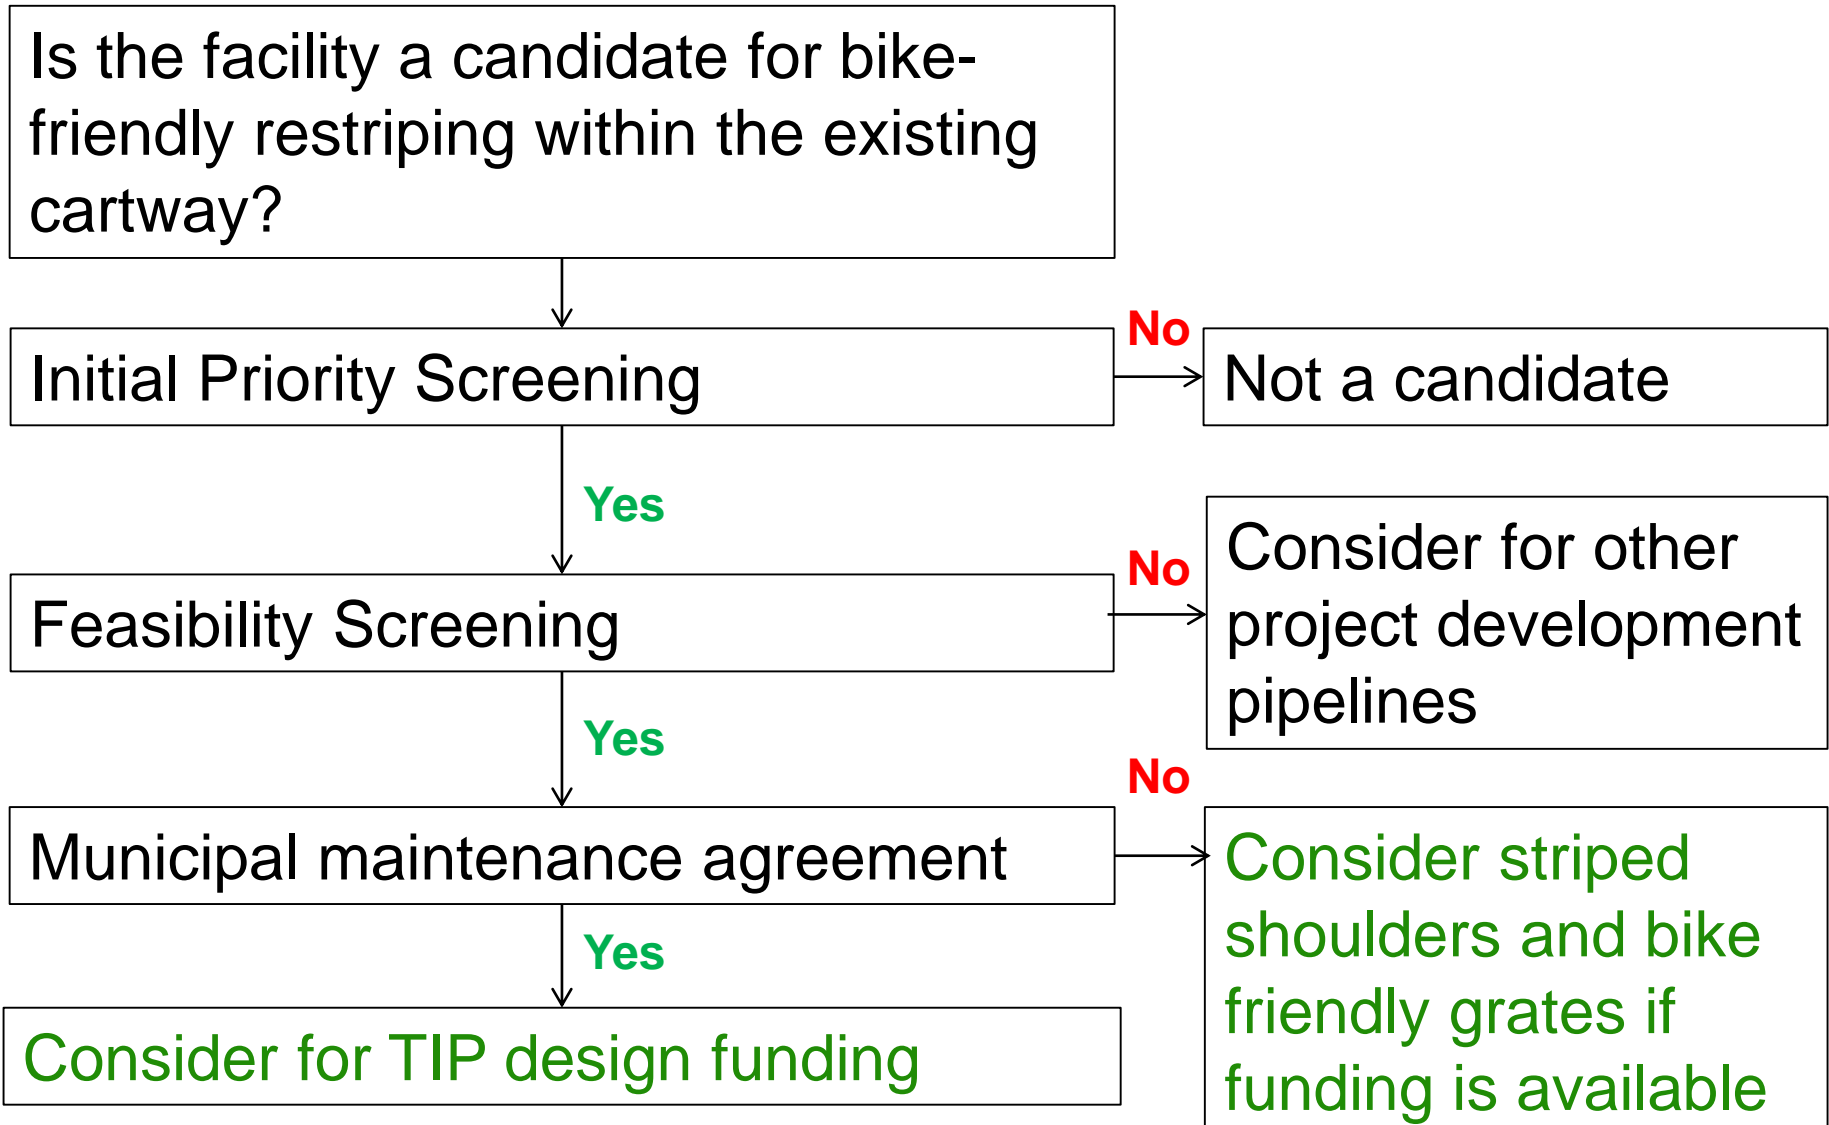 Is the facility a candidate for bike-
friendly restriping within the existing
cartway?
No
Initial Priority Screening
Not a candidate
Yes
No
Consider for other
project development
pipelines
Feasibility Screening
Yes
No
Municipal maintenance agreement
Consider striped
shoulders and bike
friendly grates if
funding is available
Yes
Consider for TIP design funding